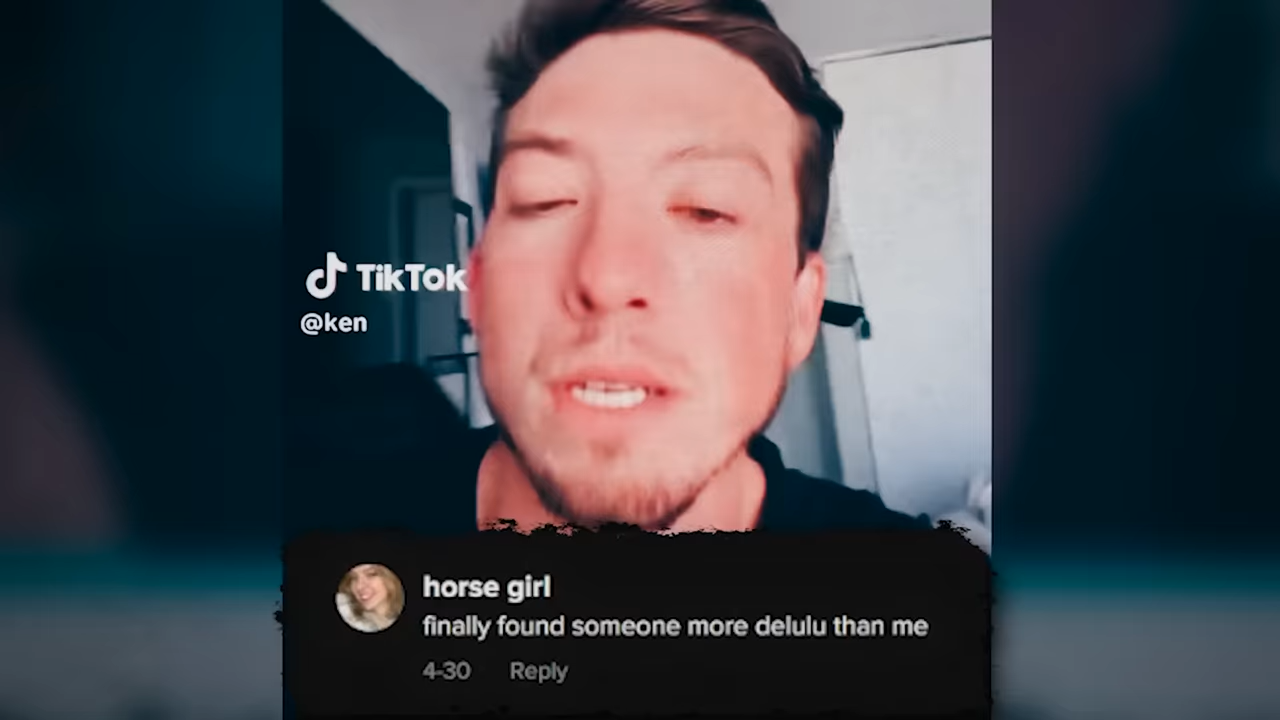 TikTok
@ken
horse girl
finally found someone more delulu than me
4-30 Reply